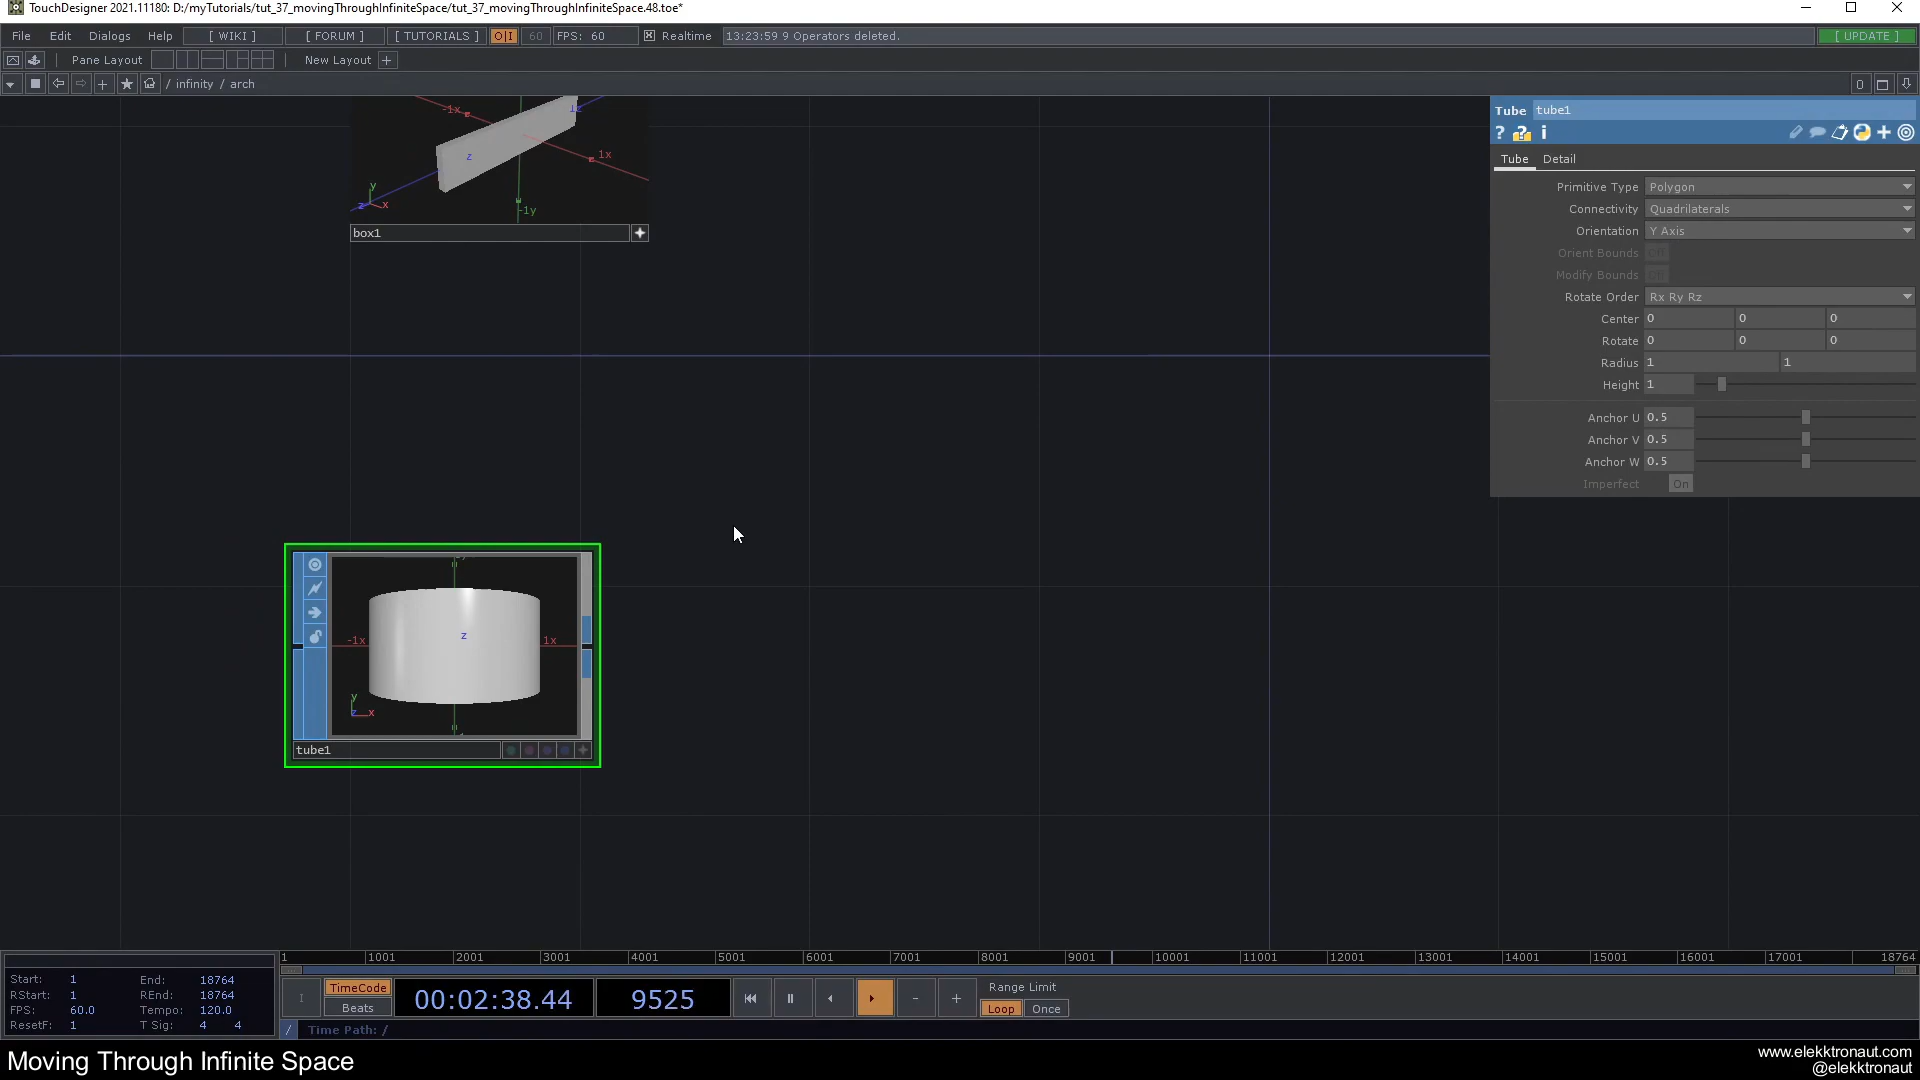 TouchDesigner 2021.11180: D:/myTutorials/tut_37_movingThroughInfiniteSpace/tut_37_movingThroughInfiniteSpace.48.toe*
File Edit Dialogs Help [ WIKI ] [ FORUM ] [ TUTORIALS ] O|I 60 FPS: 60 Realtime 13:23:59 9 Operators deleted. [ UPDATE ]
Pane Layout New Layout +
/ infinity / arch 0
-1x 1z
z 1x
y
z x -1y
box1
Tube tube1
? ? i
Tube Detail
Primitive Type Polygon
Connectivity Quadrilaterals
Orientation Y Axis
Orient Bounds Off
Modify Bounds
Rotate Order Rx Ry Rz
Center 0 0 0
Rotate 0 0 0
Radius 1 1
Height 1
Anchor U 0.5
Anchor V 0.5
Anchor W 0.5
Imperfect On
-1x z 1x
y
z x
tube1
1 1001 2001 3001 4001 5001 6001 7001 8001 9001 10001 11001 12001 13001 14001 15001 16001 17001 18764
Start: 1 End: 18764
RStart: 1 REnd: 18764
FPS: 60.0 Tempo: 120.0
ResetF: 1 T Sig: 4 4
I TimeCode Beats 00:02:38.44 9525 - + Range Limit
Loop Once
/ Time Path: /
Moving Through Infinite Space
www.elekktronaut.com
@elekktronaut